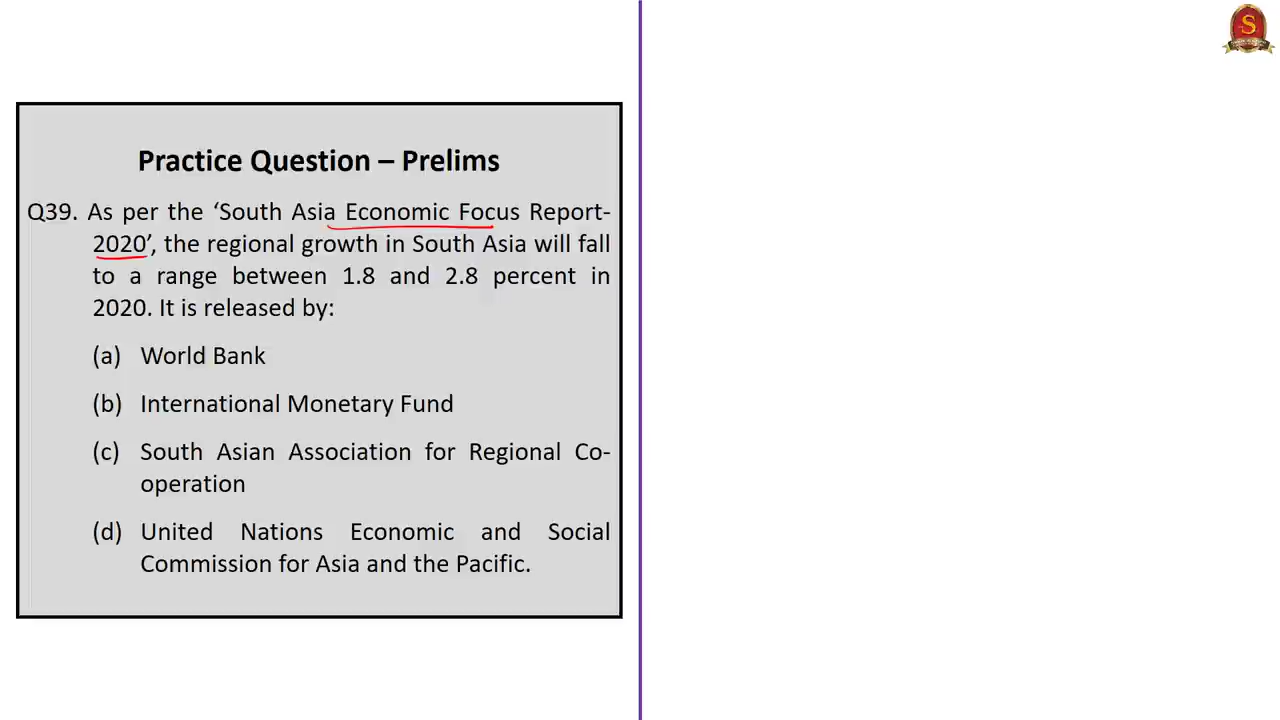 Practice Question – Prelims
Q39. As per the ‘South Asia Economic Focus Report-
2020’, the regional growth in South Asia will fall
to a range between 1.8 and 2.8 percent in
2020. It is released by:
(a) World Bank
(b) International Monetary Fund
(c) South Asian Association for Regional Co-
operation
(d) United Nations Economic and Social
Commission for Asia and the Pacific.
S